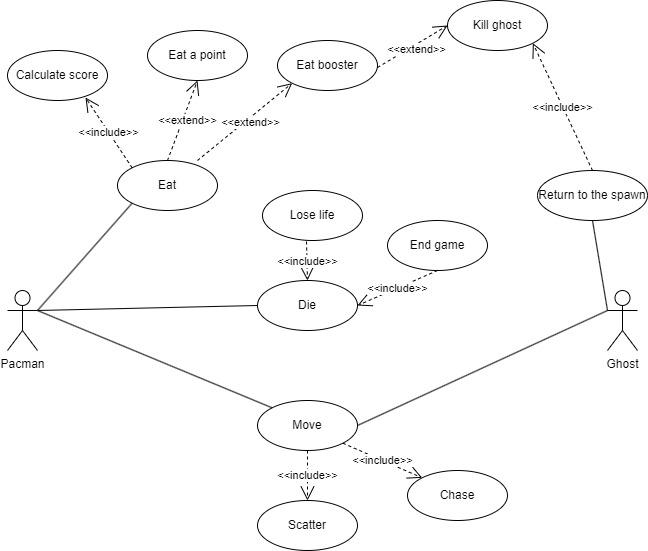 Kill ghost
Eat a point
<<extend>>
Eat booster
Calculate score
<<include>>
<<extend>>
<<extend>>
<<include>>
Eat
Return to the spawn
Lose life
End game
<<include>>
<<include>>
Die
Pacman
Ghost
Move
<<include>>
<<include>>
Chase
Scatter